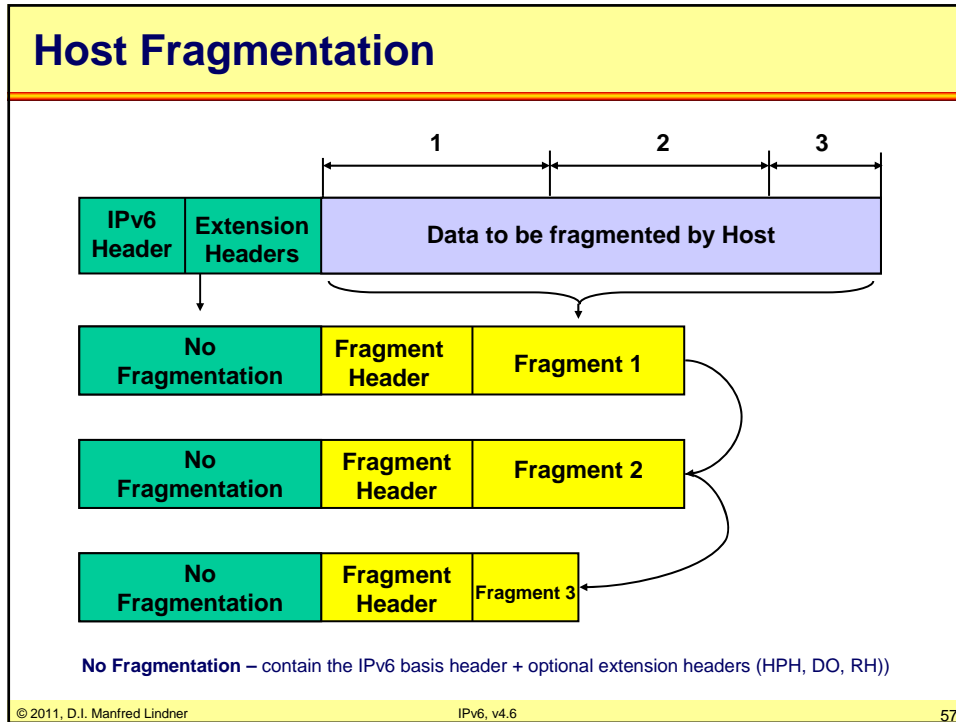 Host Fragmentation
1 2 3
IPv6
Header
Extension
Headers
Data to be fragmented by Host
No
Fragmentation
Fragment
Header
Fragment 1
No
Fragmentation
Fragment
Header
Fragment 2
No
Fragmentation
Fragment
Header
Fragment 3
No Fragmentation – contain the IPv6 basis header + optional extension headers (HPH, DO, RH))
© 2011, D.I. Manfred Lindner IPv6, v4.6 57